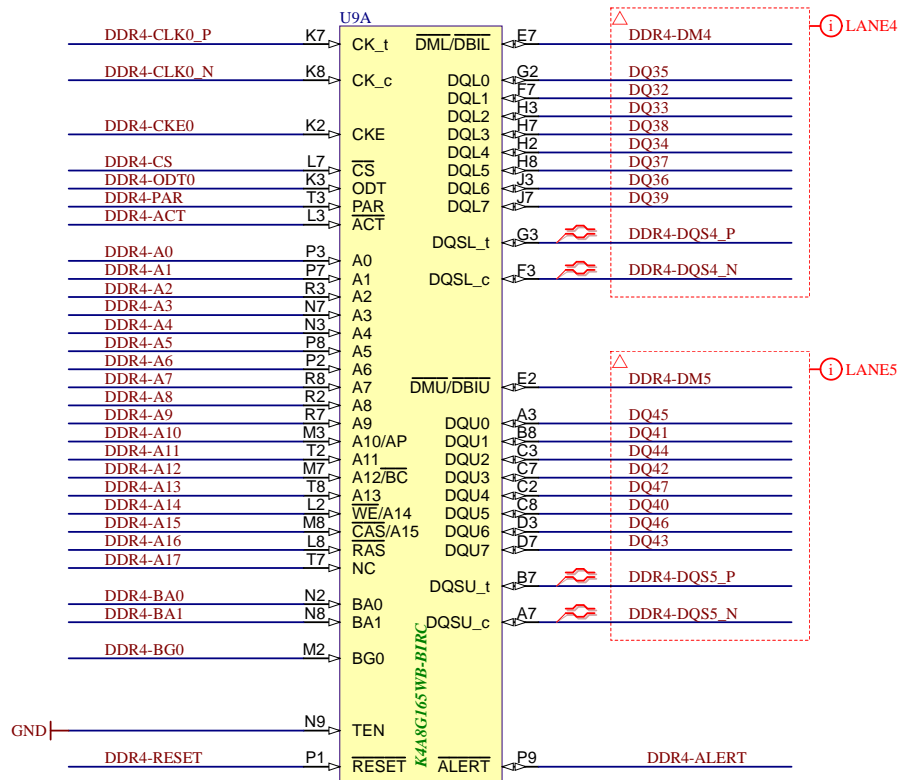 U9A
DDR4-CLK0_P K7 CK_t DML/DBIL E7 DDR4-DM4 LANE4
DDR4-CLK0_N K8 CK_c DQL0 G2 DQ35
DQL1 F7 DQ32
DQL2 H3 DQ33
DDR4-CKE0 K2 CKE DQL3 H7 DQ38
DQL4 H2 DQ34
DDR4-CS L7 CS DQL5 H8 DQ37
DDR4-ODT0 K3 ODT DQL6 J3 DQ36
DDR4-PAR T3 PAR DQL7 J7 DQ39
DDR4-ACT L3 ACT
DQSL_t G3 DDR4-DQS4_P
DDR4-A0 P3 A0
DDR4-A1 P7 A1 DQSL_c F3 DDR4-DQS4_N
DDR4-A2 R3 A2
DDR4-A3 N7 A3
DDR4-A4 N3 A4
DDR4-A5 P8 A5
DDR4-A6 P2 A6 LANE5
DDR4-A7 R8 A7 DMU/DBIU E2 DDR4-DM5
DDR4-A8 R2 A8
DDR4-A9 R7 A9 DQU0 A3 DQ45
DDR4-A10 M3 A10/AP DQU1 B8 DQ41
DDR4-A11 T2 A11 DQU2 C3 DQ44
DDR4-A12 M7 A12/BC DQU3 C7 DQ42
DDR4-A13 T8 A13 DQU4 C2 DQ47
DDR4-A14 L2 WE/A14 DQU5 C8 DQ40
DDR4-A15 M8 CAS/A15 DQU6 D3 DQ46
DDR4-A16 L8 RAS DQU7 D7 DQ43
DDR4-A17 T7 NC
DQSU_t B7 DDR4-DQS5_P
DDR4-BA0 N2 BA0
DDR4-BA1 N8 BA1 DQSU_c A7 DDR4-DQS5_N
DDR4-BG0 M2 BG0
K4A8G165WB-BIRC
GND N9 TEN
DDR4-RESET P1 RESET ALERT P9 DDR4-ALERT